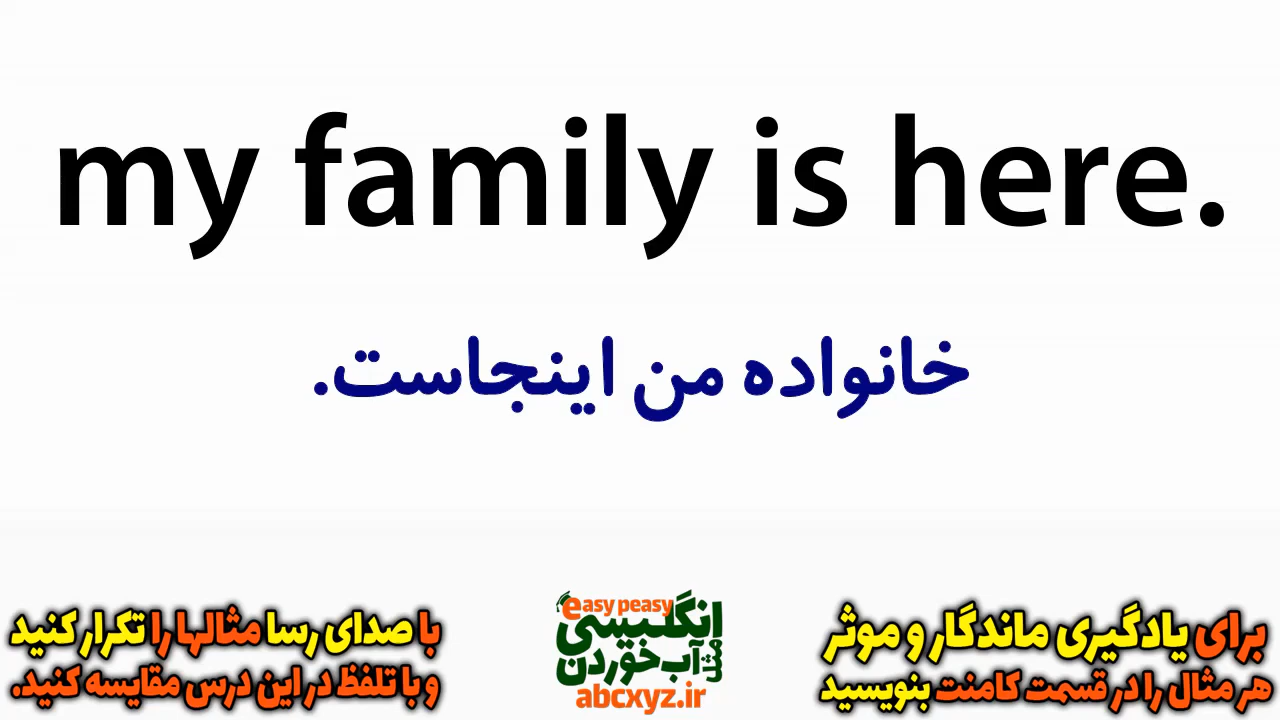 my family is here.
خانواده من اینجاست.
برای یادگیری ماندگار و موثر
هر مثال را در قسمت کامنت بنویسید
easy peasy
انگلیسی
مثل آب خوردن
abcxyz.ir
با صدای رسا مثالها را تکرار کنید
و با تلفظ در این درس مقایسه کنید.